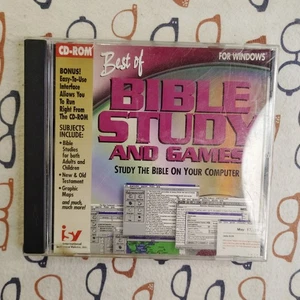 CD-ROM
Best of
FOR WINDOWS
BIBLE
STUDY
AND GAMES
STUDY THE BIBLE ON YOUR COMPUTER
BONUS!
Easy-To-Use
Interface
Allows You
To Run
Right From
The CD-ROM
SUBJECTS
INCLUDE:
• Bible
Studies for
both Adults
and Children
• New & Old
Testament
• Graphic
Maps
and much,
much more!
isy